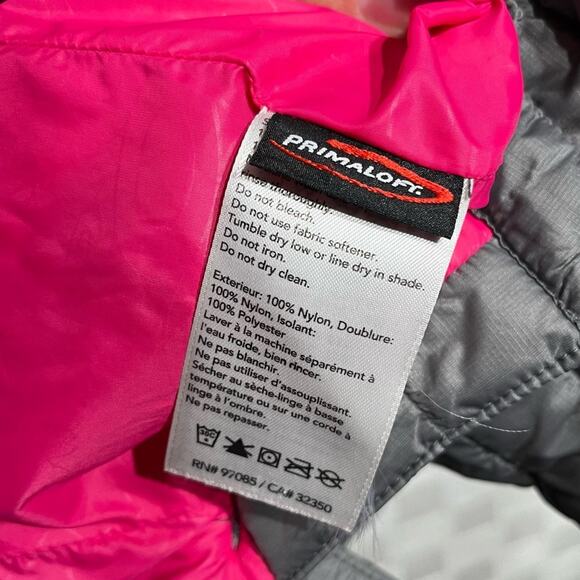 PRIMALOFT.
rinse thoroughly.
Do not bleach.
Do not use fabric softener.
Tumble dry low or line dry in shade.
Do not iron.
Do not dry clean.
Exterieur: 100% Nylon, Doublure:
100% Nylon, Isolant:
100% Polyester
Laver à la machine séparément à
l'eau froide, bien rincer.
Ne pas blanchir.
Ne pas utiliser d'assouplissant.
Sécher au sèche-linge à basse
température ou sur une corde à
linge à l'ombre.
Ne pas repasser.
RN# 97085 / CA# 32350